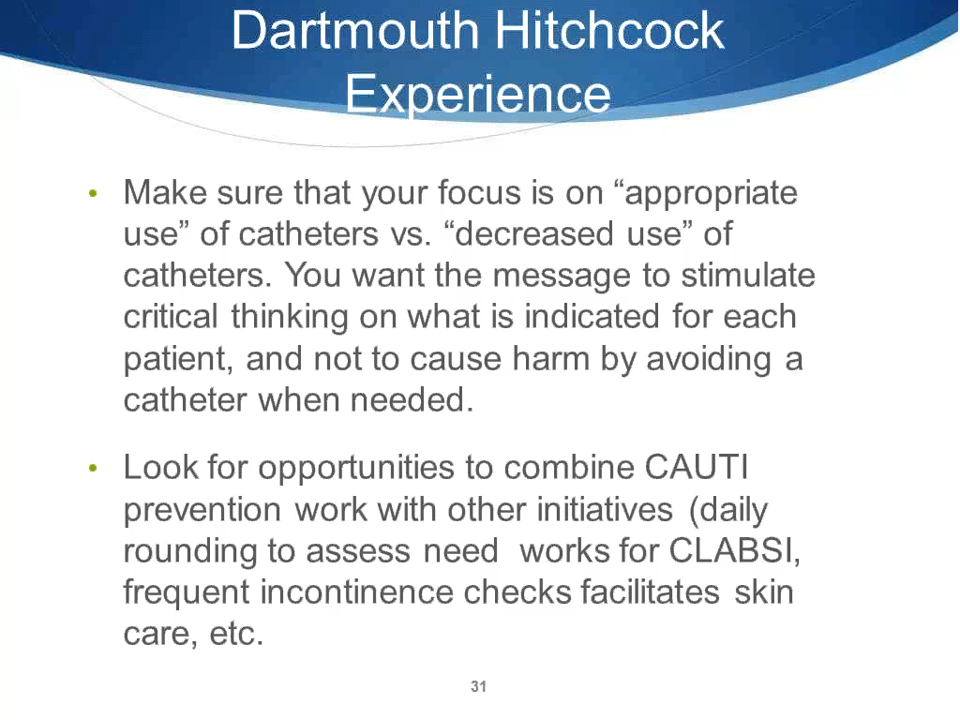 Dartmouth Hitchcock
Experience
• Make sure that your focus is on “appropriate
use” of catheters vs. “decreased use” of
catheters. You want the message to stimulate
critical thinking on what is indicated for each
patient, and not to cause harm by avoiding a
catheter when needed.
• Look for opportunities to combine CAUTI
prevention work with other initiatives (daily
rounding to assess need works for CLABSI,
frequent incontinence checks facilitates skin
care, etc.
31